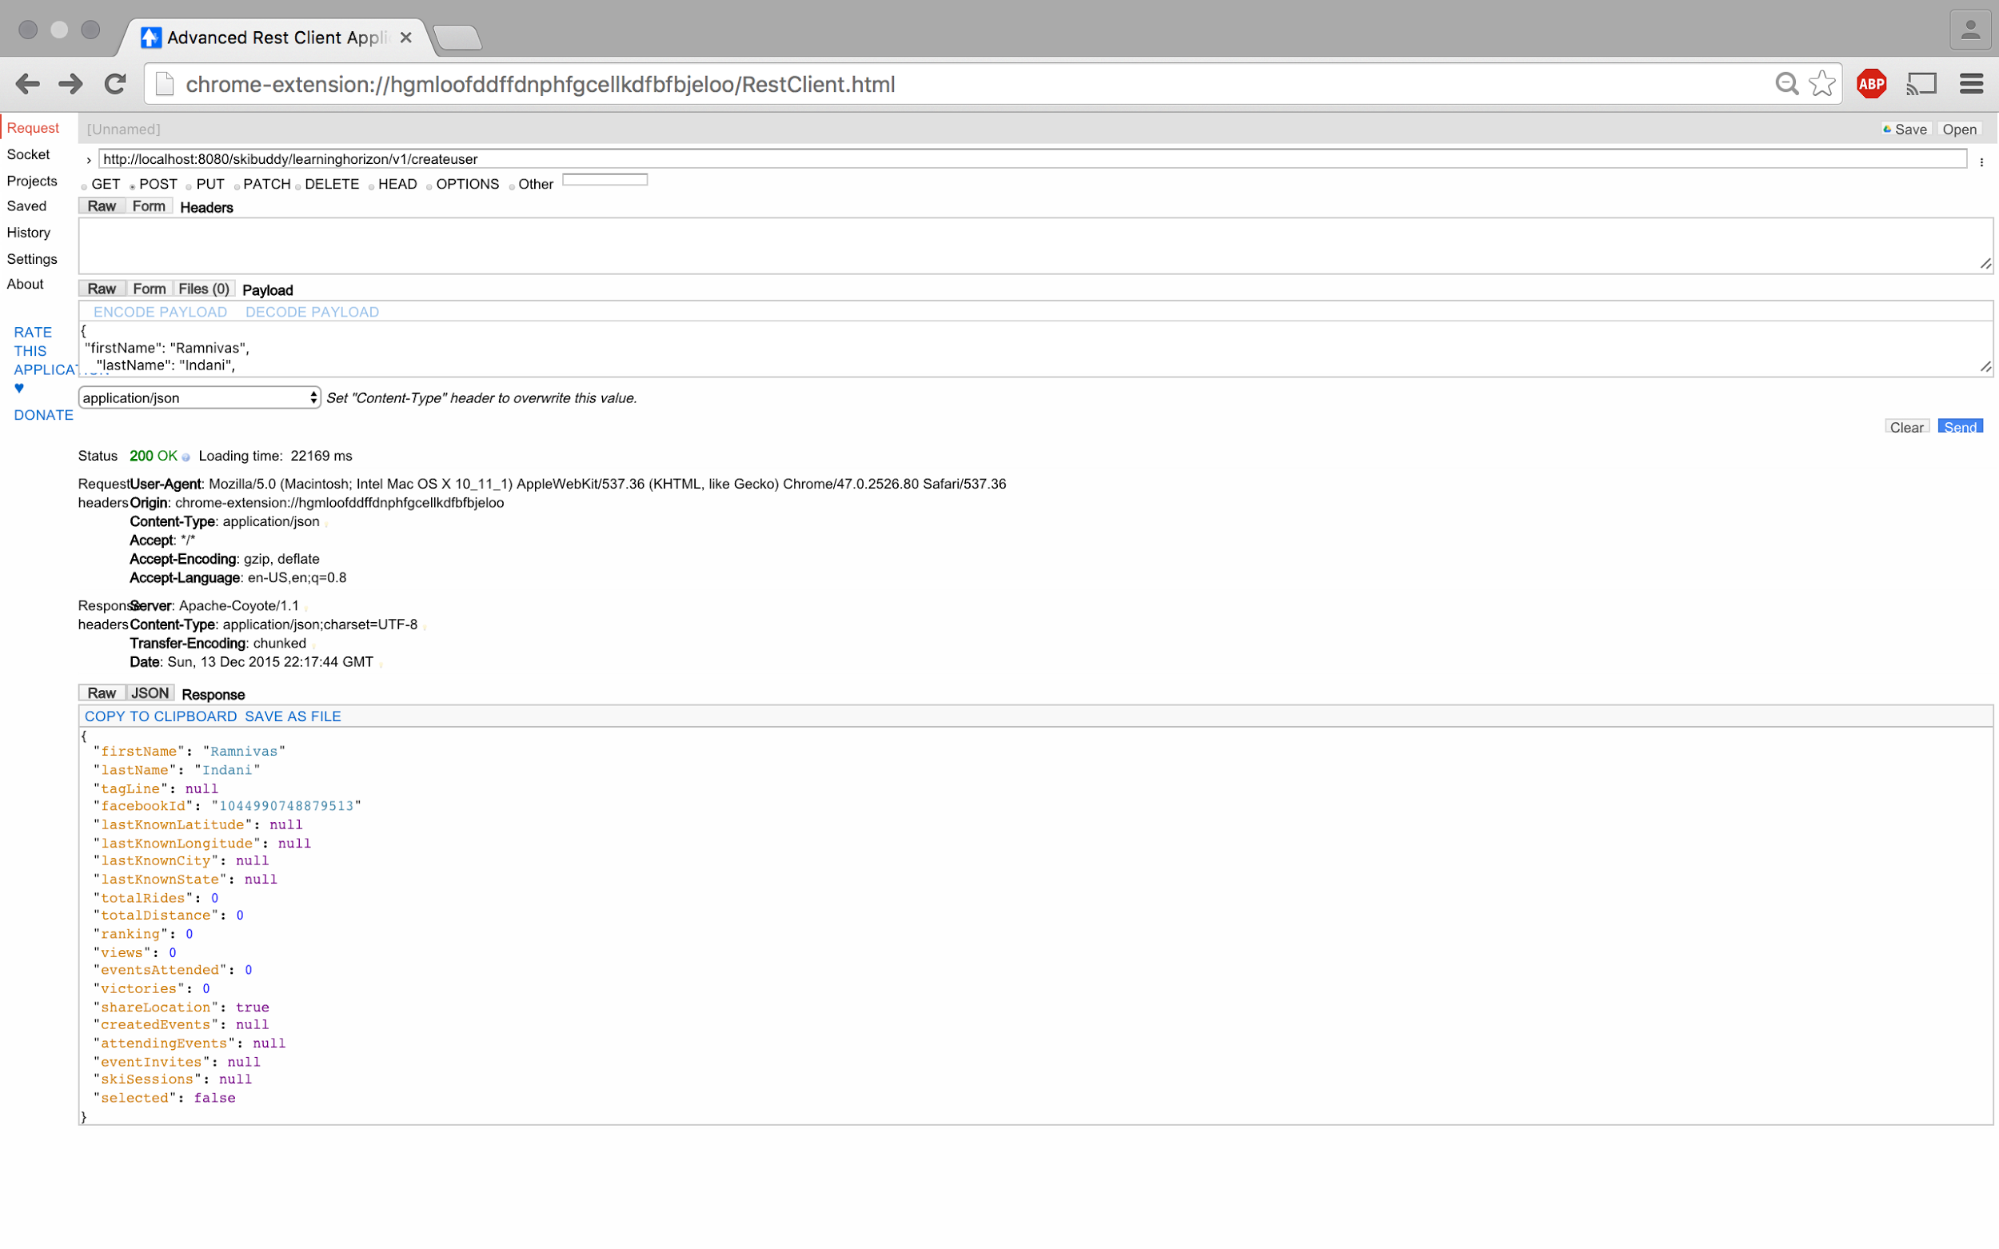 Advanced Rest Client Appli
chrome-extension://hgmloofddffdnphfgcellkdfbfbjeloo/RestClient.html
ABP
Request
[Unnamed]
Save Open
Socket
http://localhost:8080/skibuddy/learninghorizon/v1/createuser
Projects
GET POST PUT PATCH DELETE HEAD OPTIONS Other
Saved
Raw Form Headers
History
Settings
About
Raw Form Files (0) Payload
ENCODE PAYLOAD DECODE PAYLOAD
RATE
THIS
APPLICATION
♥
DONATE
{
"firstName": "Ramnivas",
"lastName": "Indani",
application/json Set "Content-Type" header to overwrite this value.
Clear Send
Status 200 OK Loading time: 22169 ms
Request User-Agent: Mozilla/5.0 (Macintosh; Intel Mac OS X 10_11_1) AppleWebKit/537.36 (KHTML, like Gecko) Chrome/47.0.2526.80 Safari/537.36
headers Origin: chrome-extension://hgmloofddffdnphfgcellkdfbfbjeloo
Content-Type: application/json
Accept: */*
Accept-Encoding: gzip, deflate
Accept-Language: en-US,en;q=0.8
Response Server: Apache-Coyote/1.1
headers Content-Type: application/json;charset=UTF-8
Transfer-Encoding: chunked
Date: Sun, 13 Dec 2015 22:17:44 GMT
Raw JSON Response
COPY TO CLIPBOARD SAVE AS FILE
{
"firstName": "Ramnivas"
"lastName": "Indani"
"tagLine": null
"facebookId": "1044990748879513"
"lastKnownLatitude": null
"lastKnownLongitude": null
"lastKnownCity": null
"lastKnownState": null
"totalRides": 0
"totalDistance": 0
"ranking": 0
"views": 0
"eventsAttended": 0
"victories": 0
"shareLocation": true
"createdEvents": null
"attendingEvents": null
"eventInvites": null
"skiSessions": null
"selected": false
}